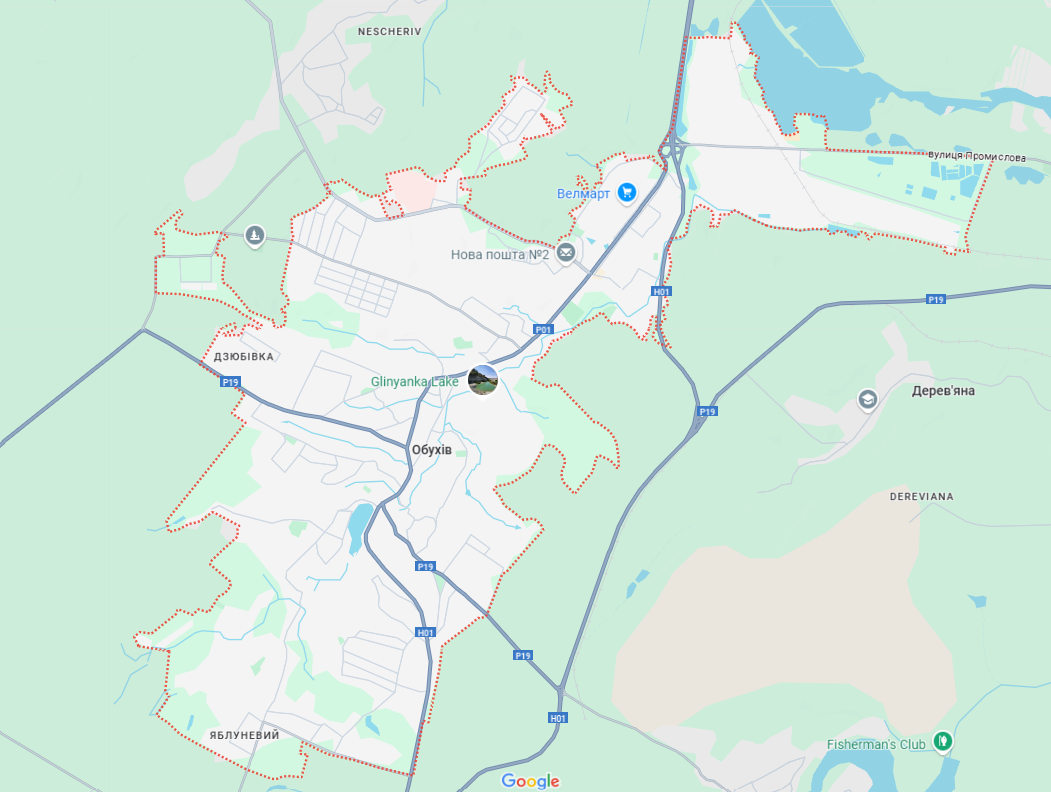 NESCHERIV
вулиця Промислова
Велмарт
Нова пошта №2
H01
P19
P01
ДЗЮБІВКА
P19
Glinyanka Lake
Дерев'яна
P19
Обухів
DEREVIANA
P19
H01
P19
H01
ЯБЛУНЕВИЙ
Fisherman's Club
Google